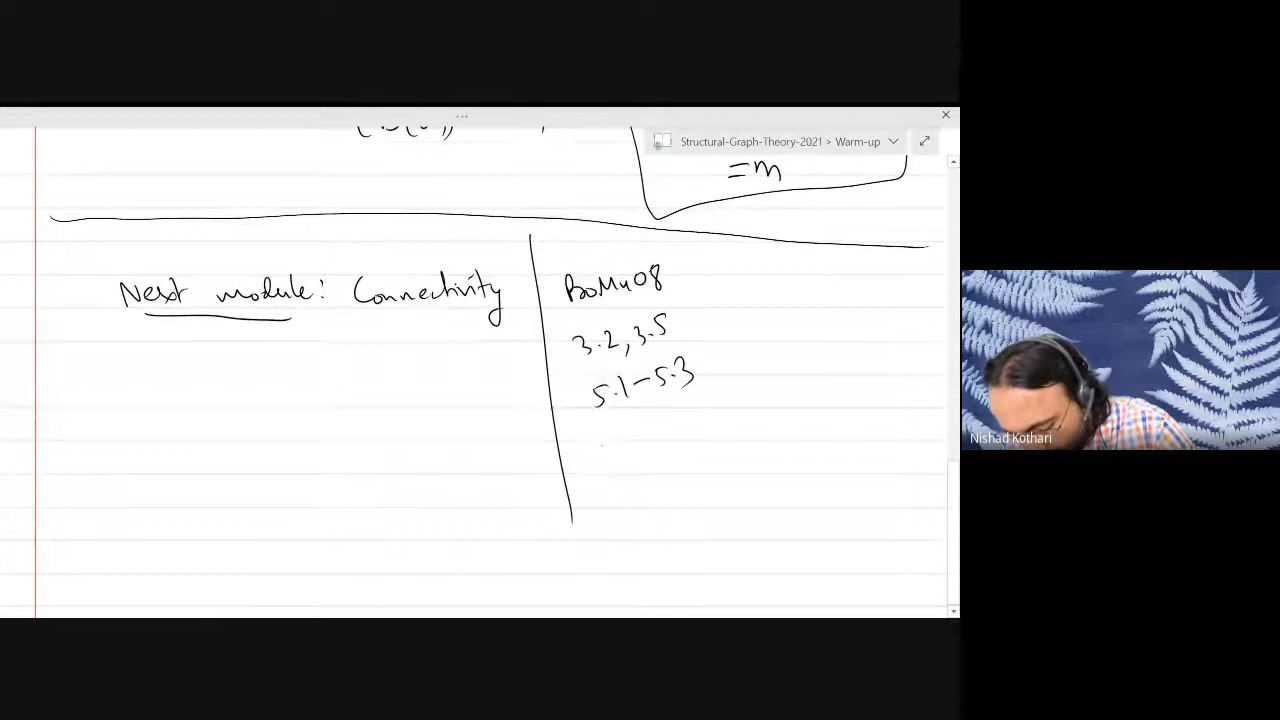 Structural-Graph-Theory-2021 > Warm-up
=m
Next module: Connectivity
BoMu08
3.2, 3.5
5.1-5.3
Nishad Kothari